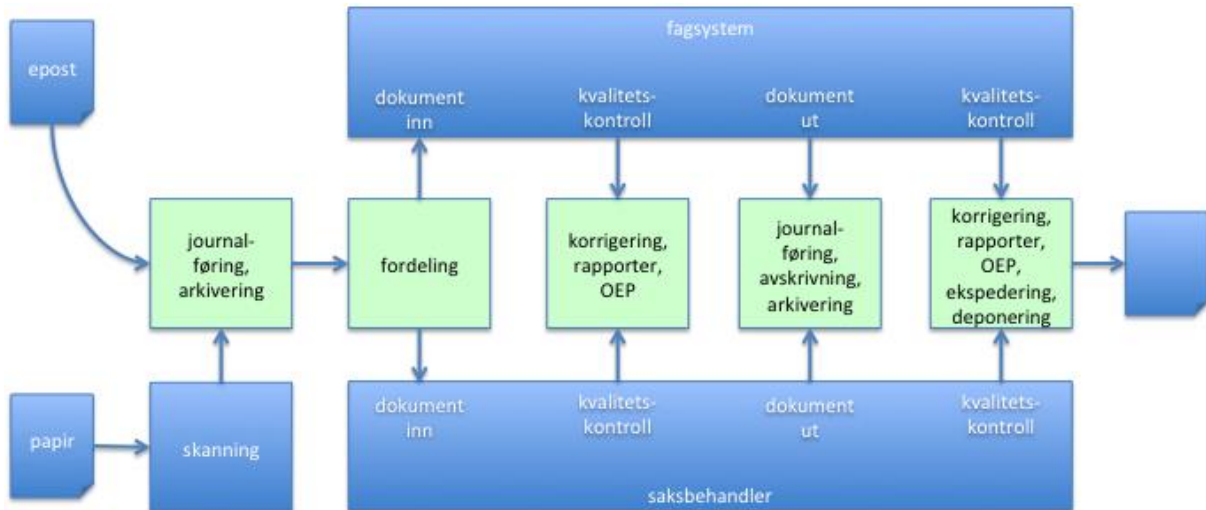 epost
fagsystem
dokument
inn
kvalitets-
kontroll
dokument
ut
kvalitets-
kontroll
journal-
føring,
arkivering
fordeling
korrigering,
rapporter,
OEP
journal-
føring,
avskrivning,
arkivering
korrigering,
rapporter,
OEP,
ekspedering,
deponering
papir
skanning
dokument
inn
kvalitets-
kontroll
dokument
ut
kvalitets-
kontroll
saksbehandler